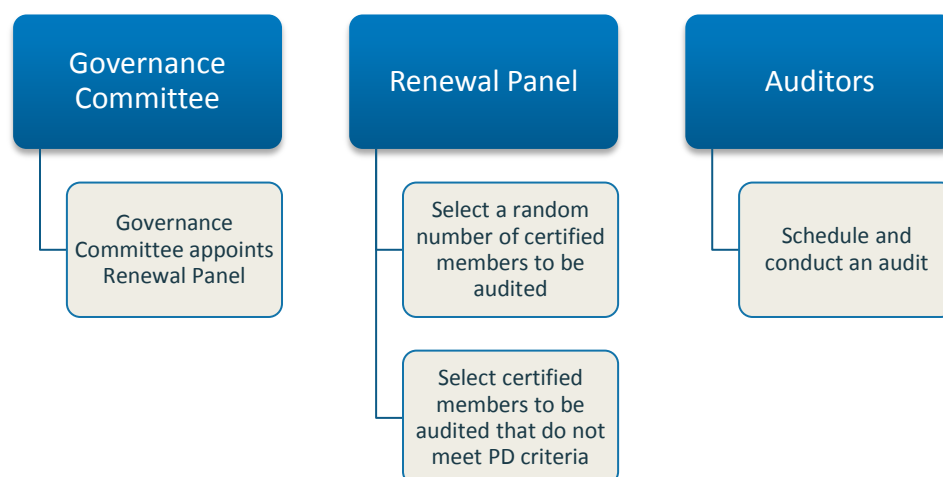 Governance
Committee
Governance
Committee appoints
Renewal Panel
Renewal Panel
Select a random
number of certified
members to be
audited
Select certified
members to be
audited that do not
meet PD criteria
Auditors
Schedule and
conduct an audit